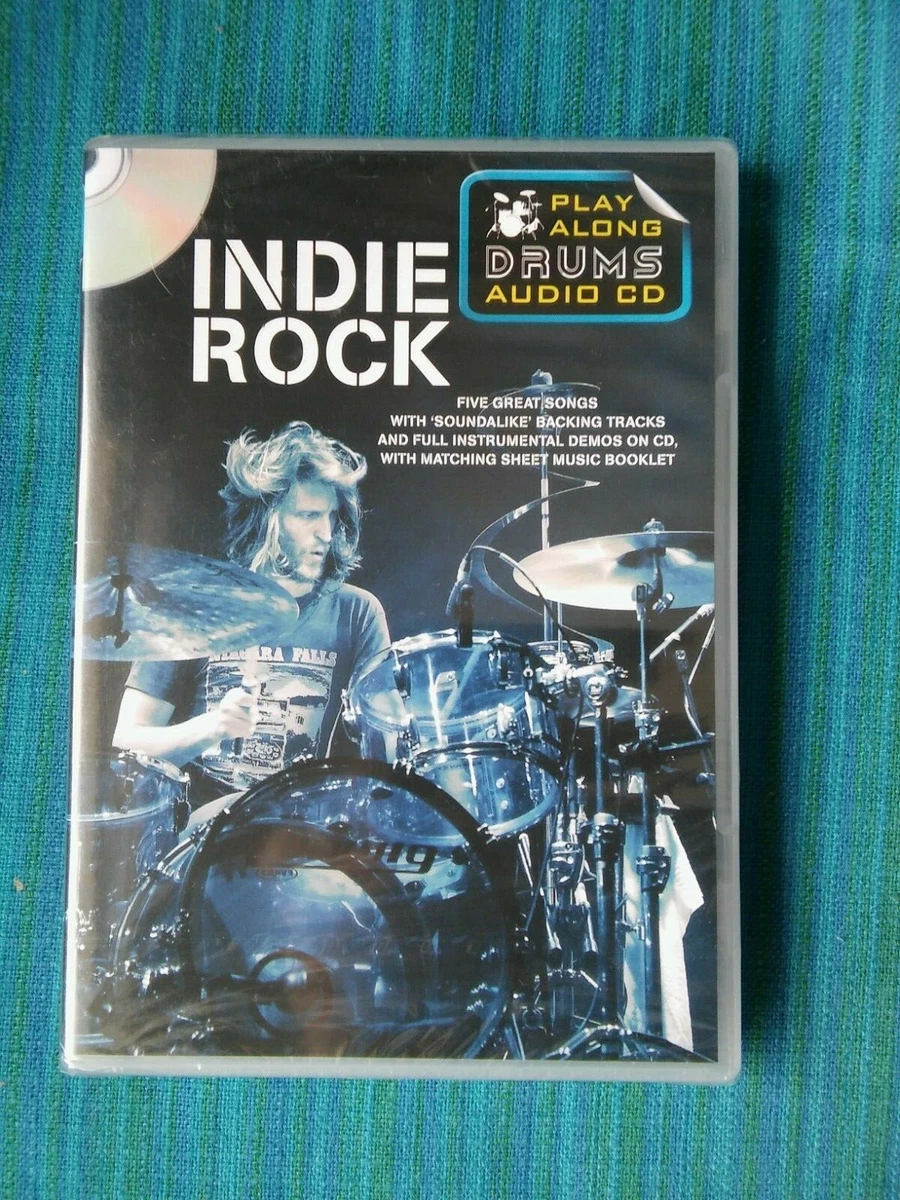 PLAY
ALONG
DRUMS
AUDIO CD
INDIE
ROCK
FIVE GREAT SONGS
WITH ‘SOUNDALIKE’ BACKING TRACKS
AND FULL INSTRUMENTAL DEMOS ON CD,
WITH MATCHING SHEET MUSIC BOOKLET
FALLS